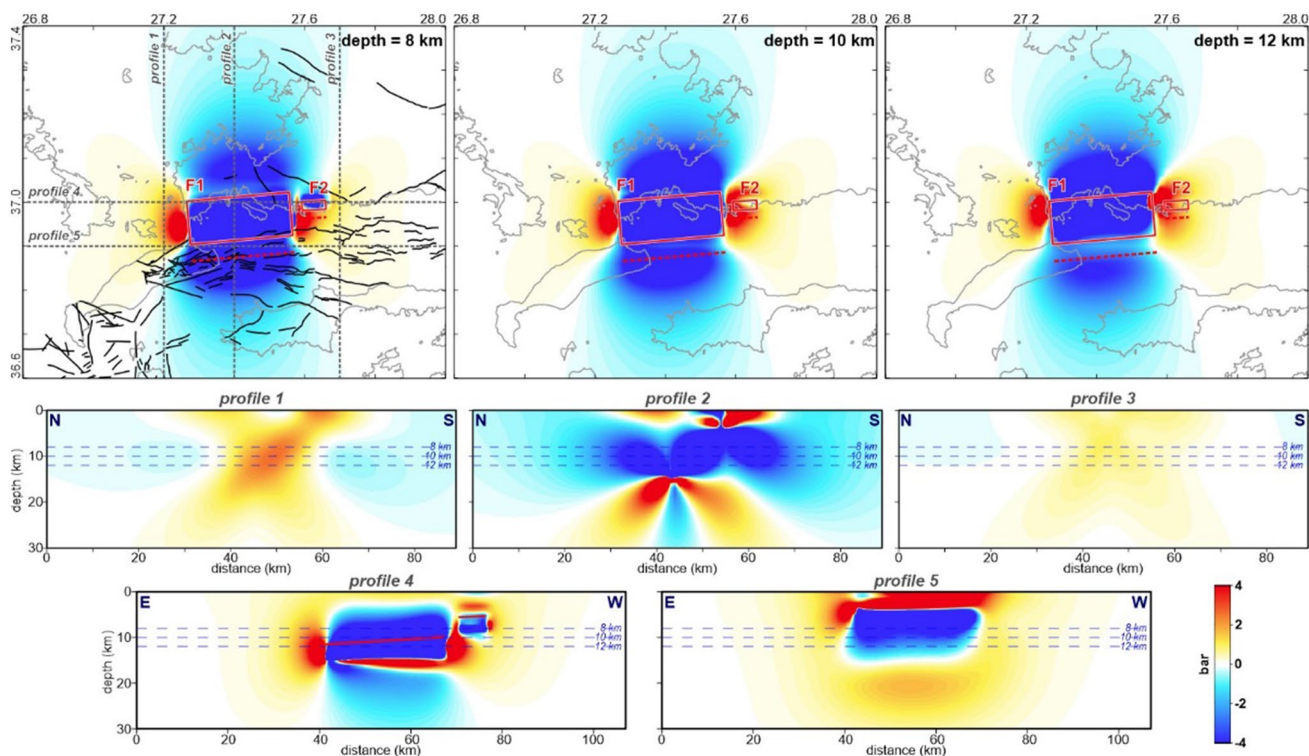 26.8 27.2 27.6 28.0 27.2 27.6 28.0 27.2 27.6 28.0
37.4
depth = 8 km
depth = 10 km
depth = 12 km
profile 1
profile 2
profile 3
F1 F2
F1 F2
F1 F2
profile 4
37.0
profile 5
36.6
profile 1
profile 2
profile 3
0
N S
N S
N S
8 km
10 km
12 km
8 km
10 km
12 km
8 km
10 km
12 km
10
20
30
depth (km)
0 20 40 60 80
0 20 40 60 80
0 20 40 60 80
distance (km)
distance (km)
distance (km)
profile 4
profile 5
0
E W
E W
8 km
10 km
12 km
8 km
10 km
12 km
10
20
30
depth (km)
0 20 40 60 80 100
0 20 40 60 80 100
distance (km)
distance (km)
4
2
0
-2
-4
bar